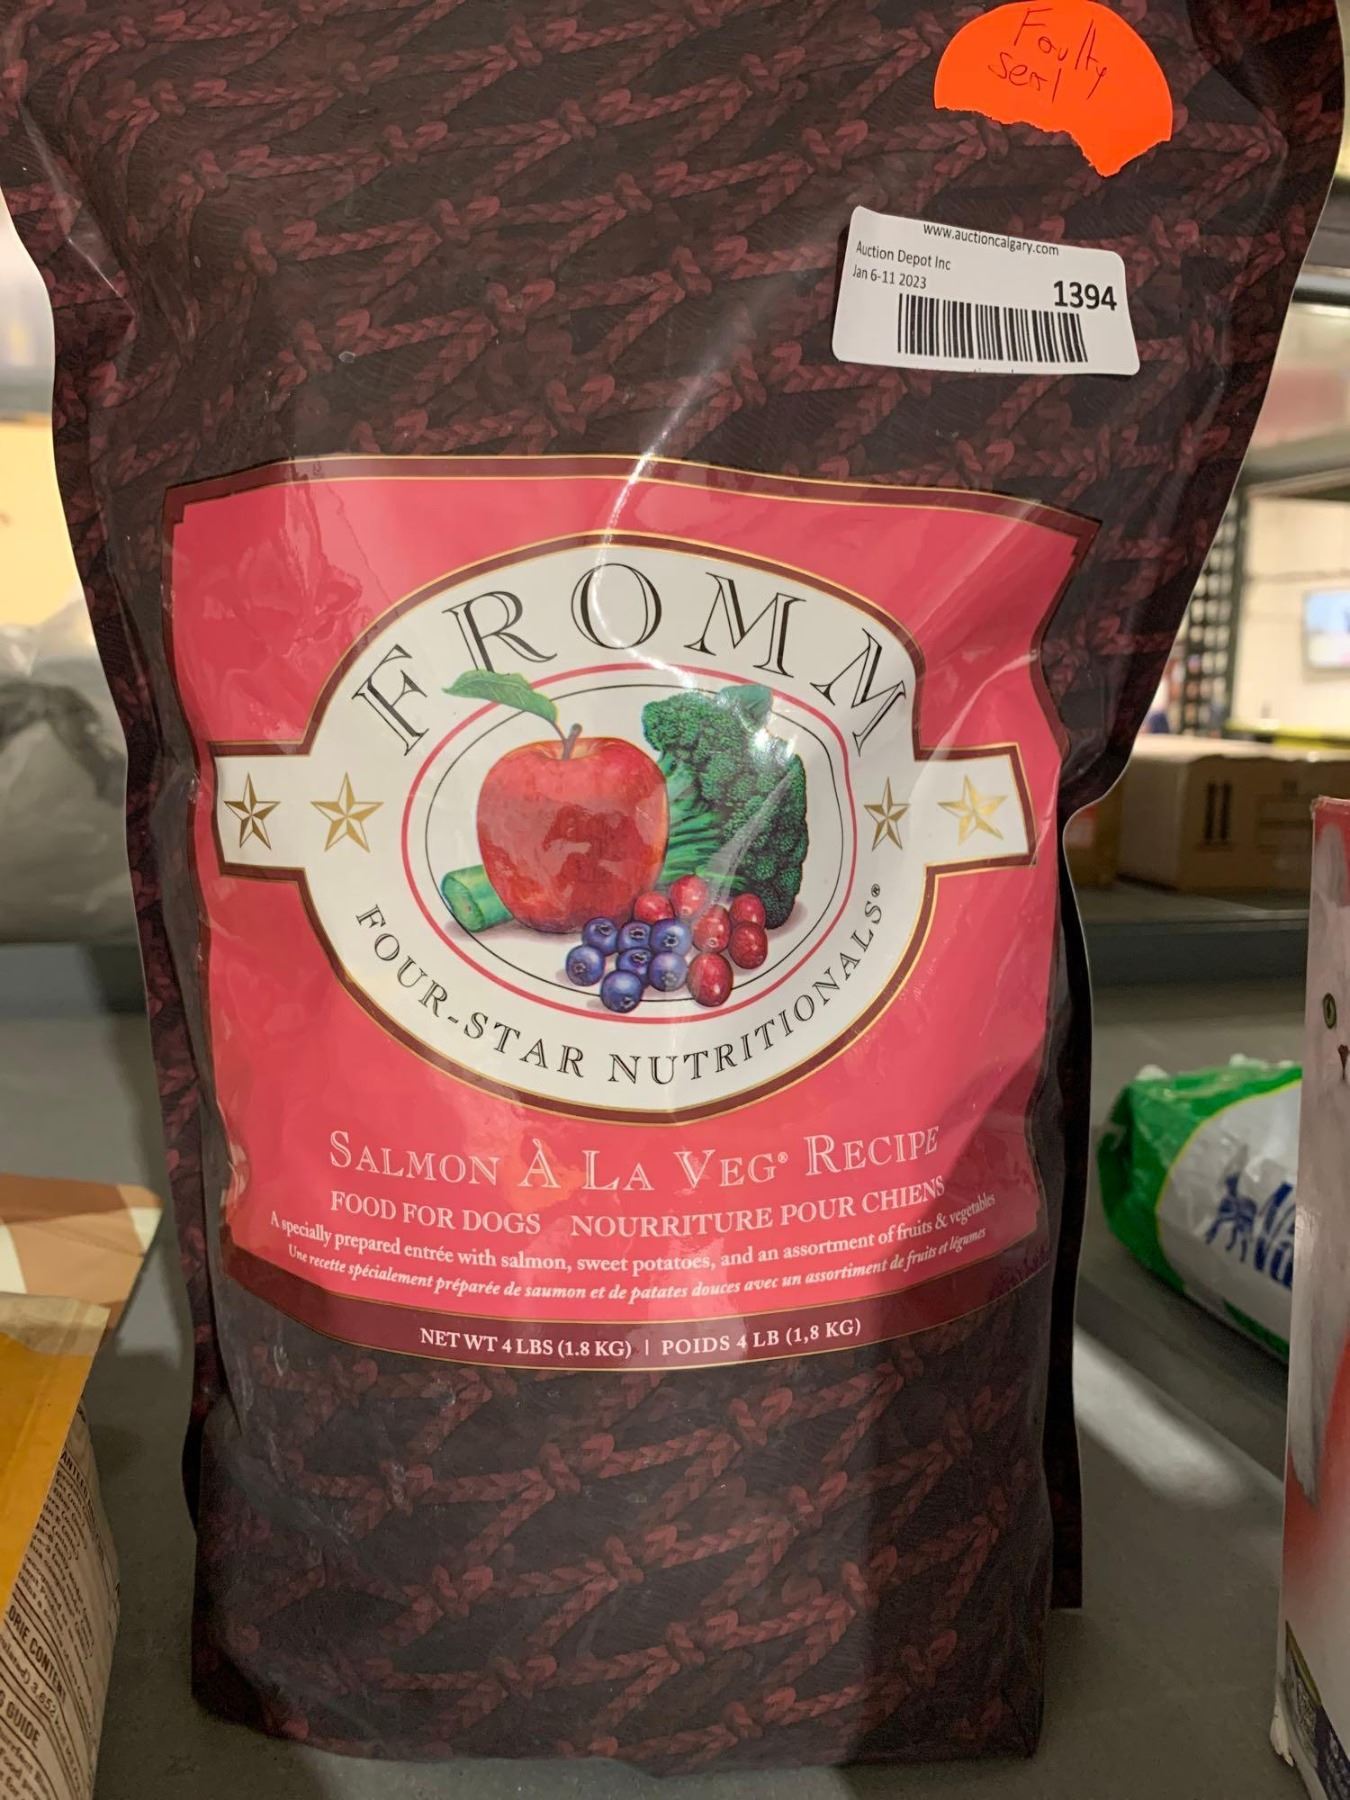 Faulty
seal
www.auctioncalgary.com
Auction Depot Inc
Jan 6-11 2023
1394
FROMM
FOUR-STAR NUTRITIONALS®
SALMON À LA VEG® RECIPE
FOOD FOR DOGS NOURRITURE POUR CHIENS
A specially prepared entrée with salmon, sweet potatoes, and an assortment of fruits & vegetables
Une recette spécialement préparée de saumon et de patates douces avec un assortiment de fruits et légumes
NET WT 4 LBS (1.8 KG) | POIDS 4 LB (1,8 KG)
ORIE CONTENT
GUIDE